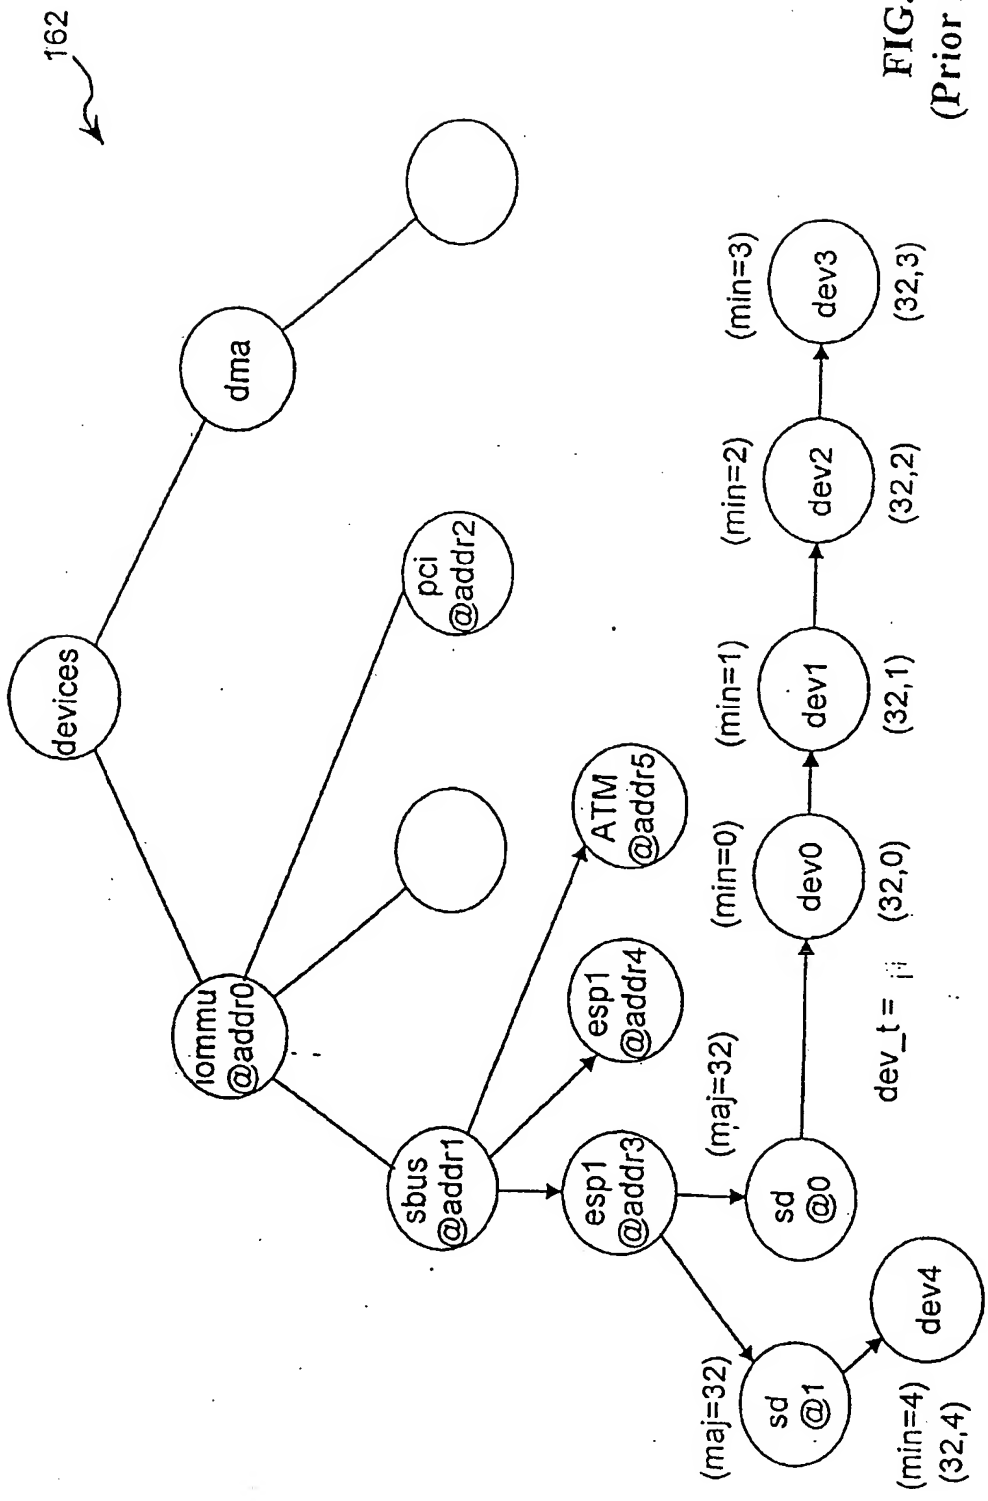 162
devices
dma
iommu
@addr0
pci
@addr2
sbus
@addr1
esp1
@addr3
esp1
@addr4
ATM
@addr5
(maj=32)
sd
@1
(maj=32)
sd
@0
(min=4)
(32,4)
dev4
(min=0)
dev0
(32,0)
(min=1)
dev1
(32,1)
(min=2)
dev2
(32,2)
(min=3)
dev3
(32,3)
dev_t =
FIG.
(Prior